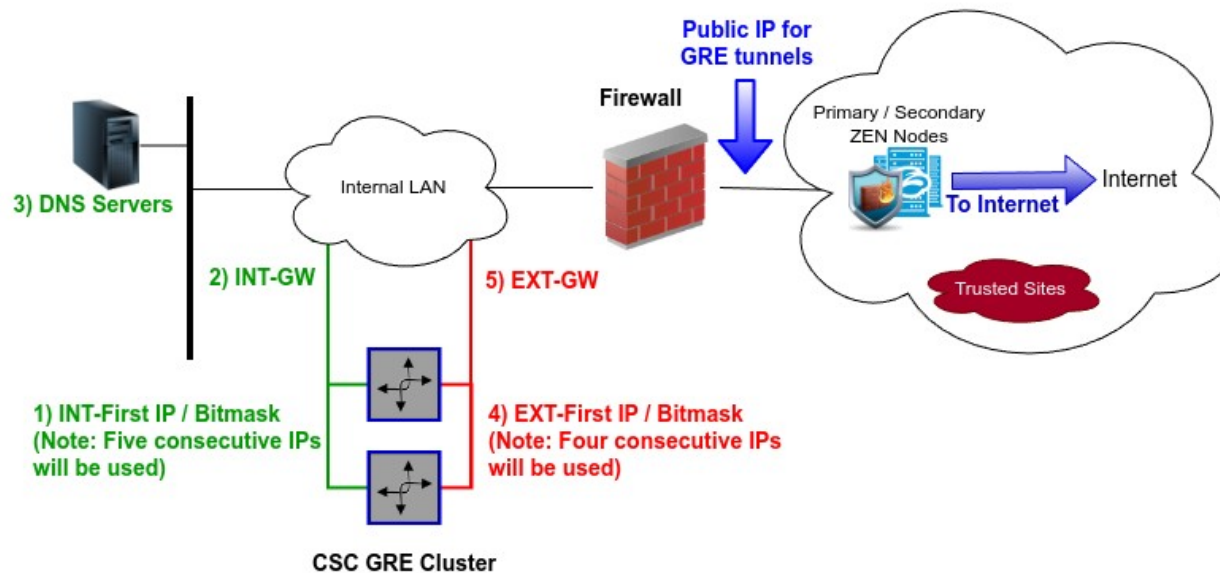 Public IP for
GRE tunnels
Firewall
Primary / Secondary
ZEN Nodes
Internal LAN
Internet
To Internet
3) DNS Servers
2) INT-GW
5) EXT-GW
Trusted Sites
1) INT-First IP / Bitmask
(Note: Five consecutive IPs
will be used)
4) EXT-First IP / Bitmask
(Note: Four consecutive IPs
will be used)
CSC GRE Cluster